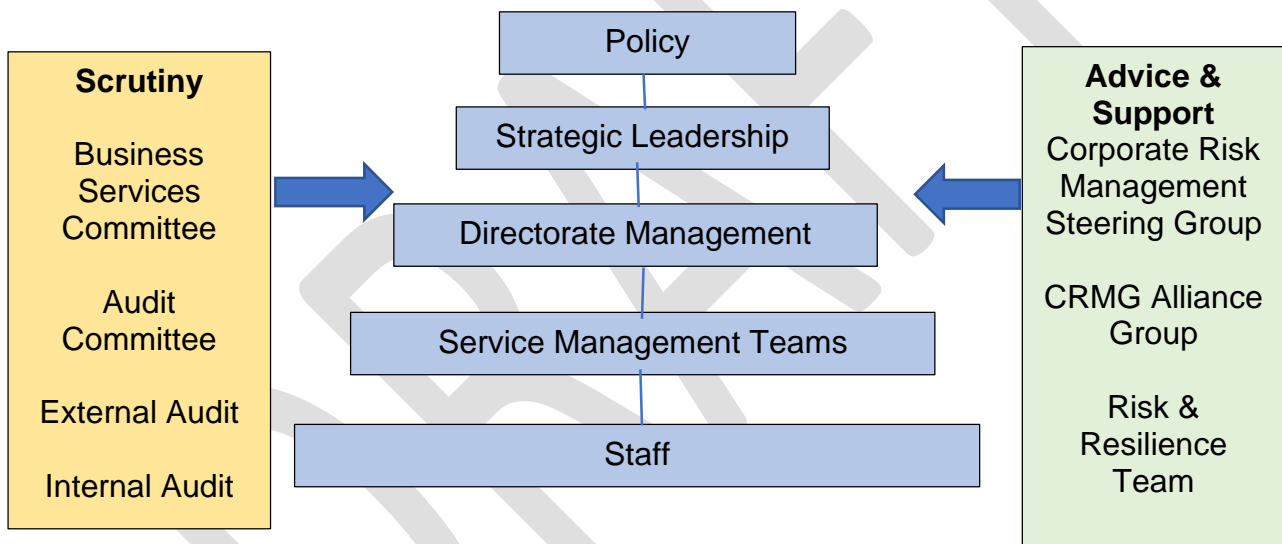 Scrutiny
Business
Services
Committee
Audit
Committee
External Audit
Internal Audit
Policy
Strategic Leadership
Directorate Management
Service Management Teams
Staff
Advice &
Support
Corporate Risk
Management
Steering Group
CRMG Alliance
Group
Risk &
Resilience
Team
DRAFT